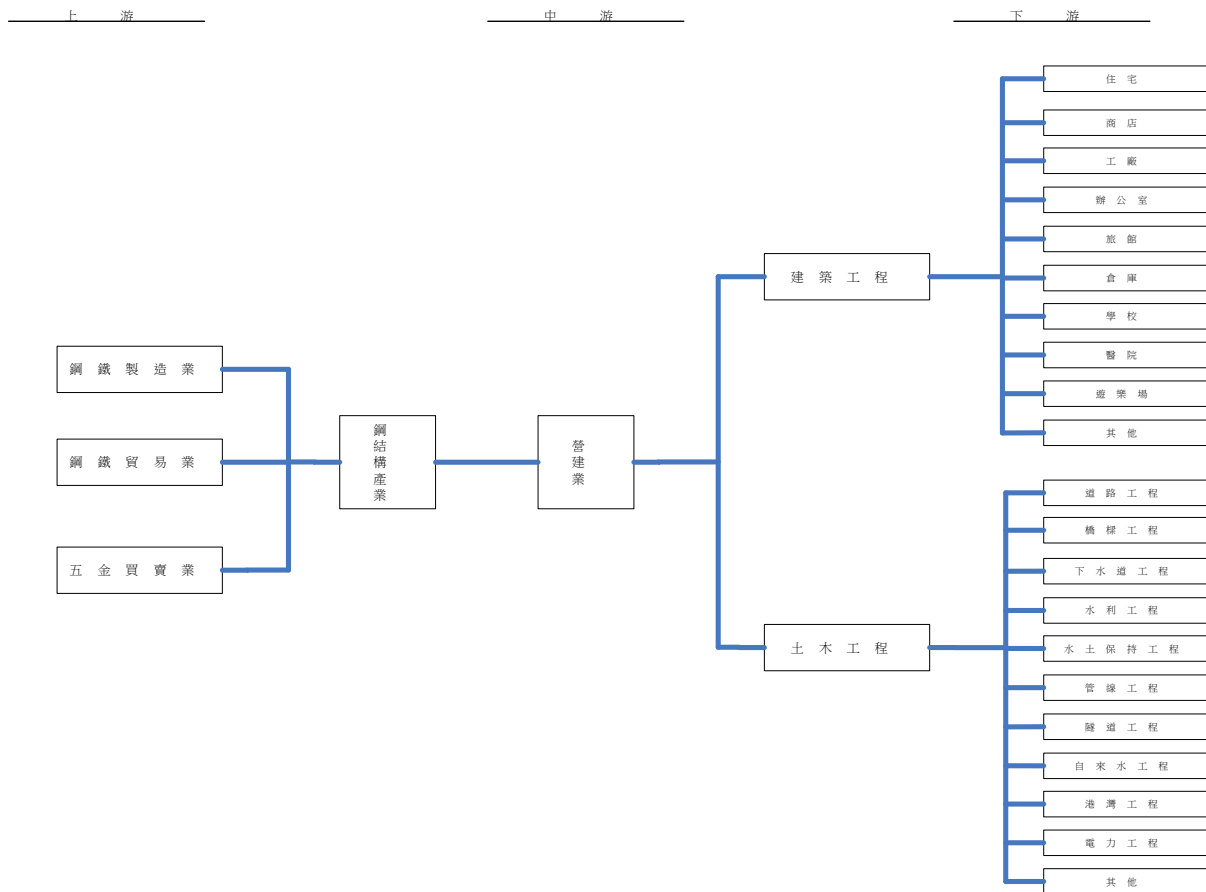 上游
中游
下游
鋼鐵製造業
鋼鐵貿易業
五金買賣業
鋼結構產業
營建業
建築工程
土木工程
住宅
商店
工廠
辦公室
旅館
倉庫
學校
醫院
遊樂場
其他
道路工程
橋樑工程
下水道工程
水利工程
水土保持工程
管線工程
隧道工程
自來水工程
港灣工程
電力工程
其他